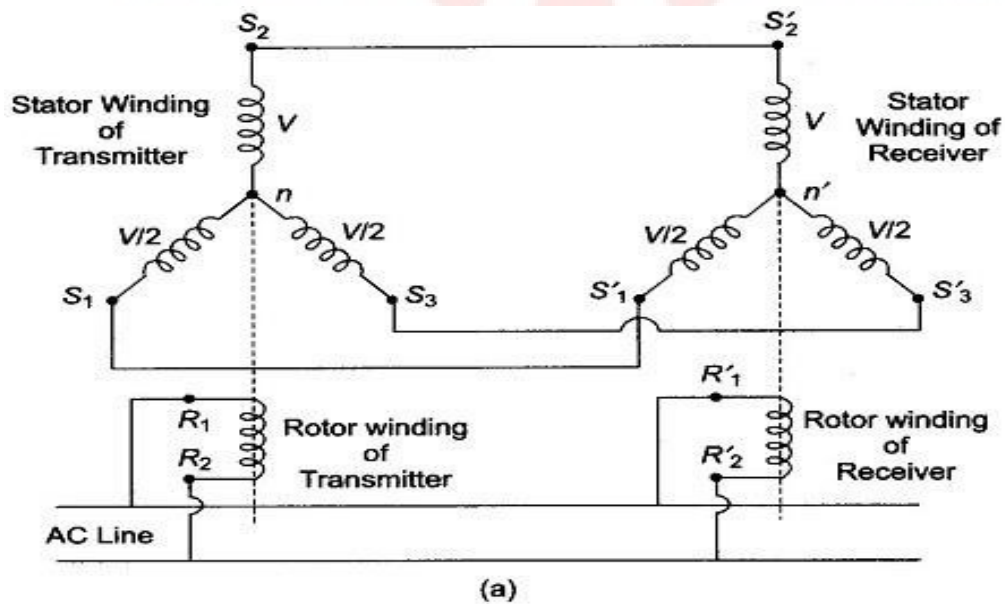 S2 S'2
Stator Winding
of
Transmitter
V
V
Stator
Winding of
Receiver
n n'
V/2 V/2 V/2 V/2
S1 S3 S'1 S'3
R1
R2
Rotor winding
of
Transmitter
R'1
R'2
Rotor winding
of
Receiver
AC Line
(a)